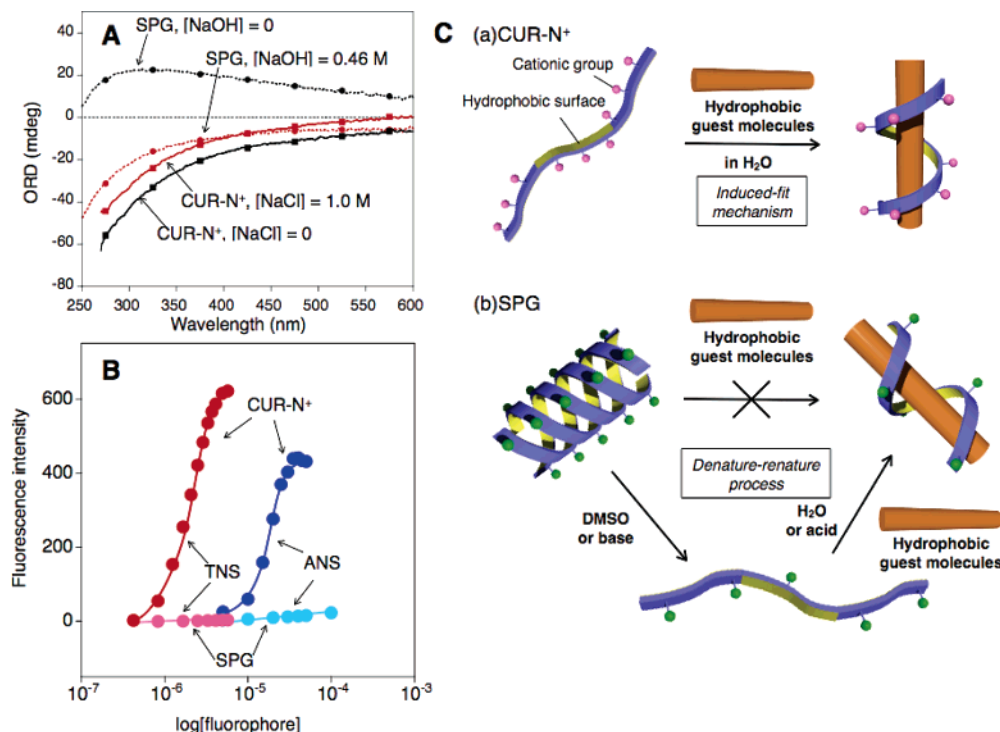 A
SPG, [NaOH] = 0
SPG, [NaOH] = 0.46 M
CUR-N⁺, [NaCl] = 1.0 M
CUR-N⁺, [NaCl] = 0
ORD (mdeg)
40
20
0
-20
-40
-60
-80
250 300 350 400 450 500 550 600
Wavelength (nm)
B
CUR-N⁺
TNS
ANS
SPG
Fluorescence intensity
600
400
200
0
10⁻⁷ 10⁻⁶ 10⁻⁵ 10⁻⁴ 10⁻³
log[fluorophore]
C (a)CUR-N⁺
Cationic group
Hydrophobic surface
Hydrophobic
guest molecules
in H₂O
Induced-fit
mechanism
(b)SPG
Hydrophobic
guest molecules
Denature-renature
process
DMSO
or base
H₂O
or acid
Hydrophobic
guest molecules